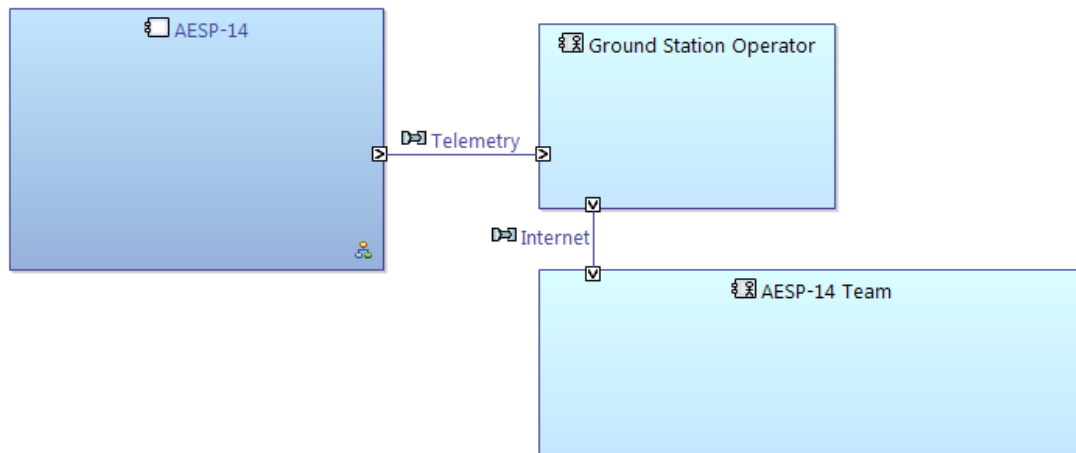 AESP-14
Ground Station Operator
Telemetry
Internet
AESP-14 Team